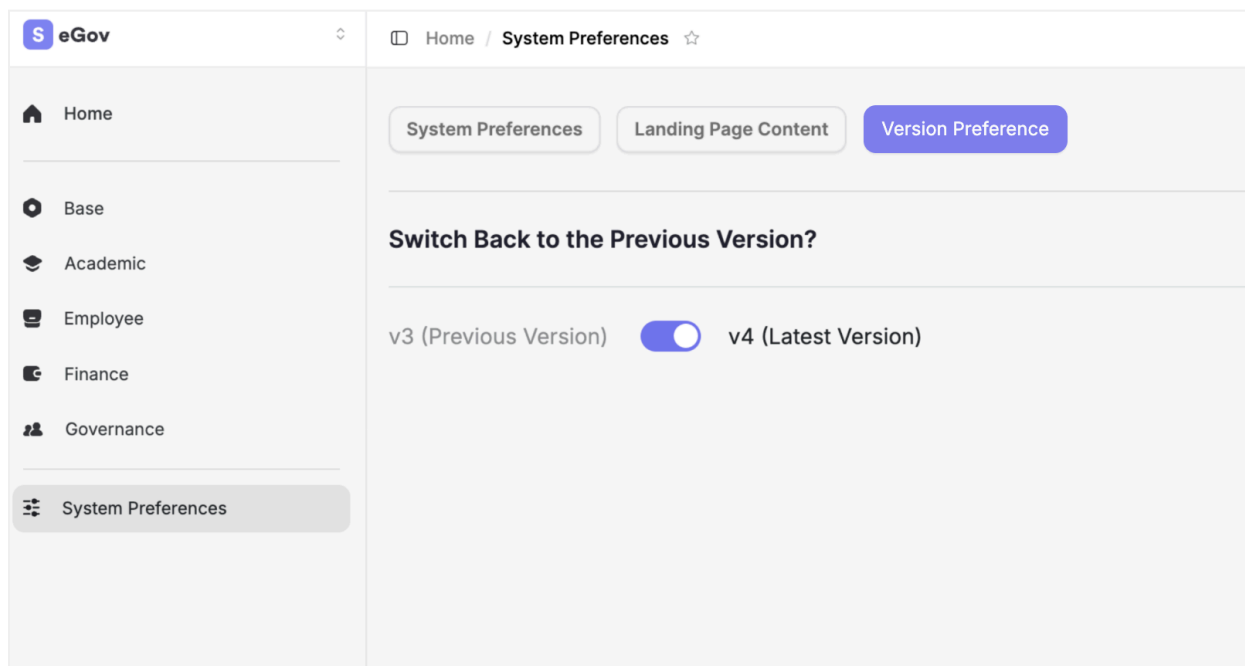 S eGov
Home / System Preferences
Home
Base
Academic
Employee
Finance
Governance
System Preferences
System Preferences
Landing Page Content
Version Preference
Switch Back to the Previous Version?
v3 (Previous Version)
v4 (Latest Version)